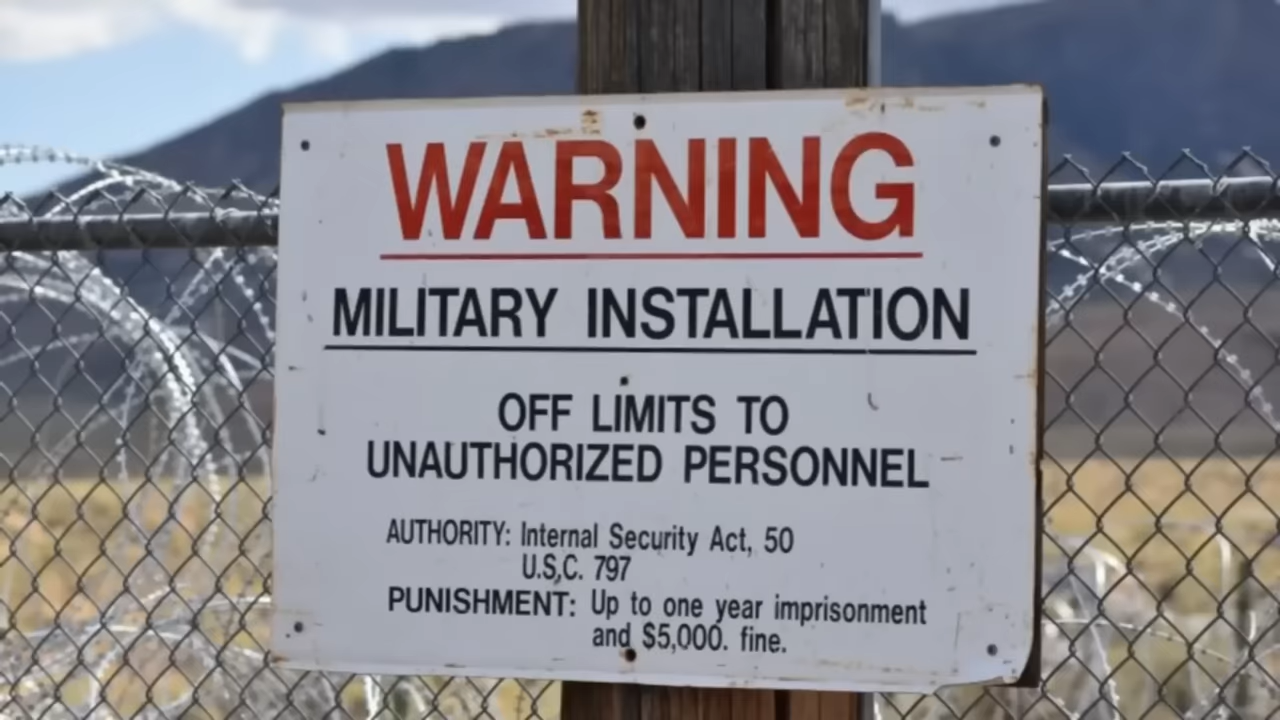 WARNING
MILITARY INSTALLATION
OFF LIMITS TO
UNAUTHORIZED PERSONNEL
AUTHORITY: Internal Security Act, 50
U.S.C. 797
PUNISHMENT: Up to one year imprisonment
and $5,000. fine.